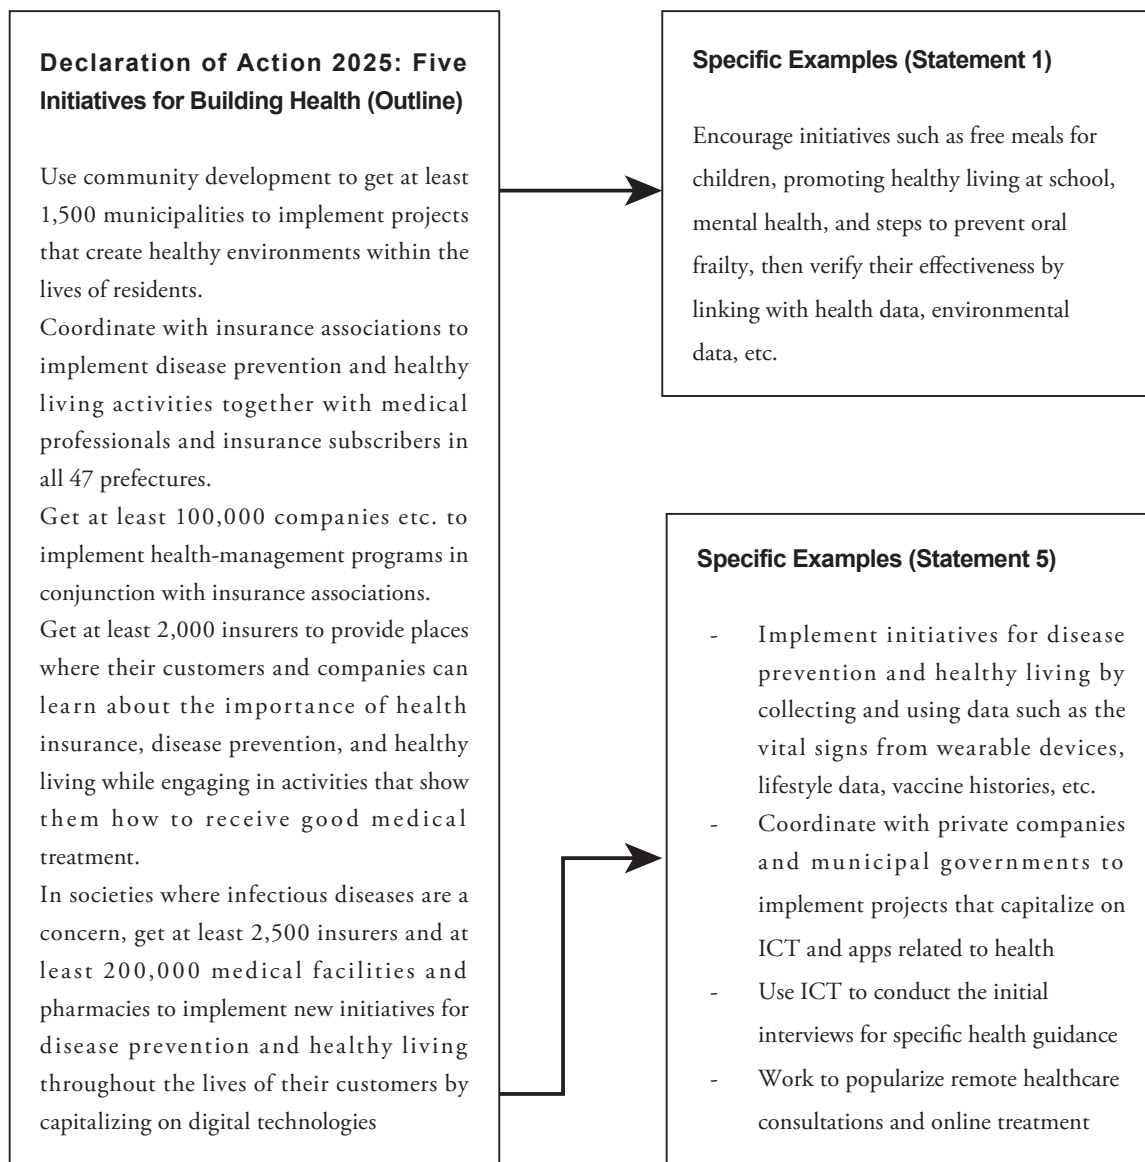 Declaration of Action 2025: Five
Initiatives for Building Health (Outline)
Use community development to get at least
1,500 municipalities to implement projects
that create healthy environments within the
lives of residents.
Coordinate with insurance associations to
implement disease prevention and healthy
living activities together with medical
professionals and insurance subscribers in
all 47 prefectures.
Get at least 100,000 companies etc. to
implement health-management programs in
conjunction with insurance associations.
Get at least 2,000 insurers to provide places
where their customers and companies can
learn about the importance of health
insurance, disease prevention, and healthy
living while engaging in activities that show
them how to receive good medical
treatment.
In societies where infectious diseases are a
concern, get at least 2,500 insurers and at
least 200,000 medical facilities and
pharmacies to implement new initiatives for
disease prevention and healthy living
throughout the lives of their customers by
capitalizing on digital technologies
Specific Examples (Statement 1)
Encourage initiatives such as free meals for
children, promoting healthy living at school,
mental health, and steps to prevent oral
frailty, then verify their effectiveness by
linking with health data, environmental
data, etc.
Specific Examples (Statement 5)
- Implement initiatives for disease
prevention and healthy living by
collecting and using data such as the
vital signs from wearable devices,
lifestyle data, vaccine histories, etc.
- Coordinate with private companies
and municipal governments to
implement projects that capitalize on
ICT and apps related to health
- Use ICT to conduct the initial
interviews for specific health guidance
- Work to popularize remote healthcare
consultations and online treatment